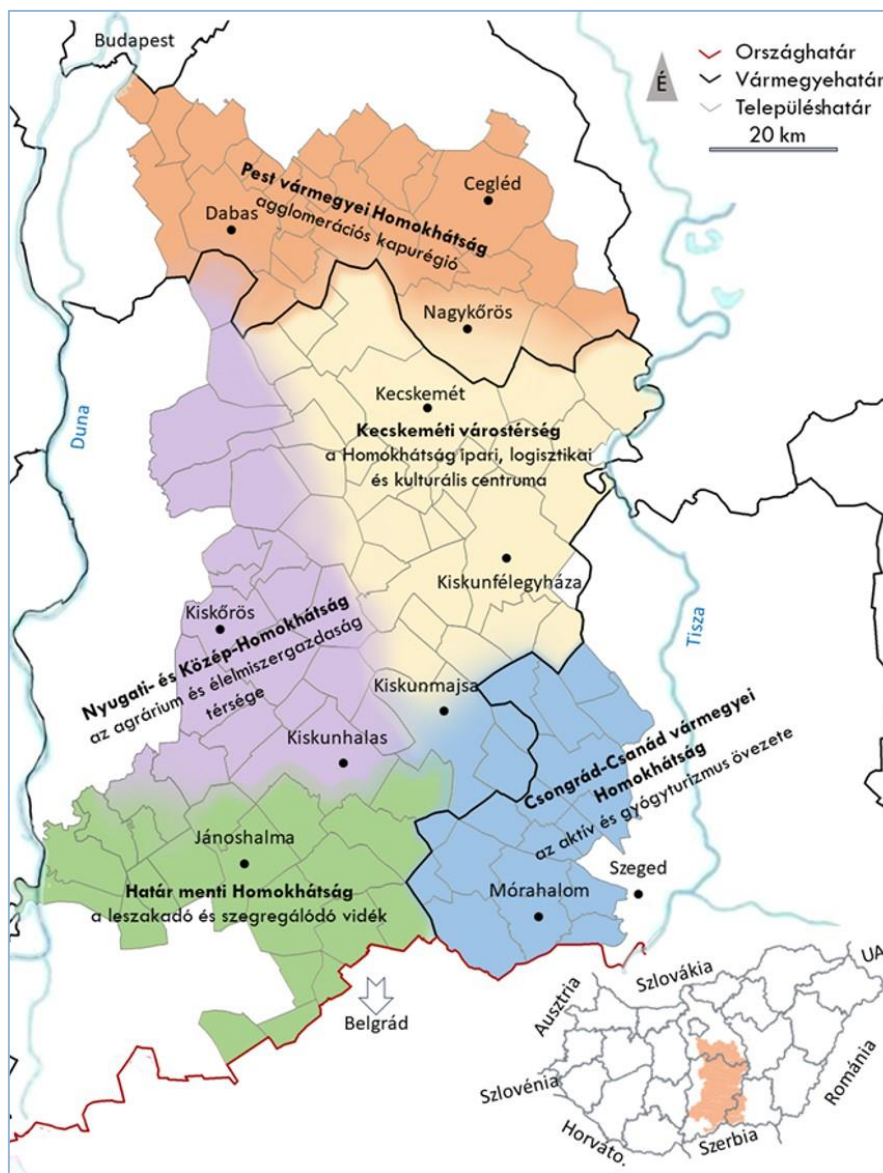 Budapest
É
Országhatár
Vármegyehatár
Településhatár
20 km
Cegléd
Pest vármegyei Homokhátság
agglomerációs kapurégió
Dabas
Nagykőrös
Duna
Kecskemét
Kecskeméti várostérség
a Homokhátság ipari, logisztikai
és kulturális centruma
Kiskunfélegyháza
Tisza
Kiskőrös
Nyugati- és Közép-Homokhátság
az agrárium és élelmiszergazdaság
térsége
Kiskunmajsa
Kiskunhalas
Csongrád-Csanád vármegyei
Homokhátság
az aktív és gyógyturizmus övezete
Jánoshalma
Szeged
Mórahalom
Határ menti Homokhátság
a leszakadó és szegregálódó vidék
Belgrád
Szlovákia
UA
Ausztria
Románia
Szlovénia
Horváto.
Szerbia